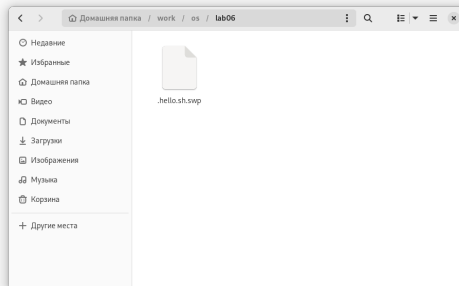 Домашняя папка / work / os / lab06
Недавние
Избранные
Домашняя папка
Видео
Документы
Загрузки
Изображения
Музыка
Корзина
Другие места
.hello.sh.swp